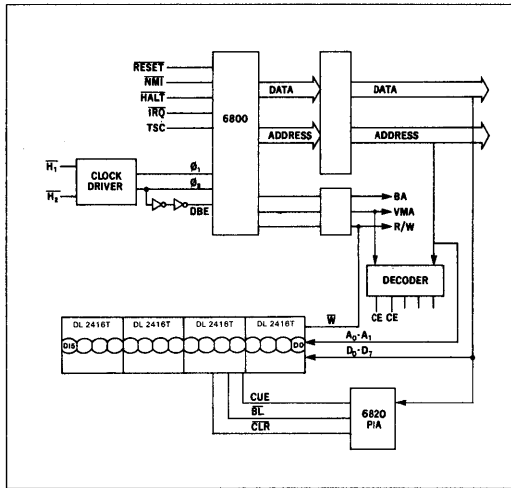 RESET
NMI
HALT
IRQ
TSC
6800
DATA
DATA
ADDRESS
ADDRESS
H1
CLOCK DRIVER
H2
Ø1
Ø2
DBE
BA
VMA
R/W
DECODER
CE CE
DL 2416T DL 2416T DL 2416T DL 2416T
W
D15
D0
A0-A1
D0-D7
CUE
BL
CLR
6820
PIA